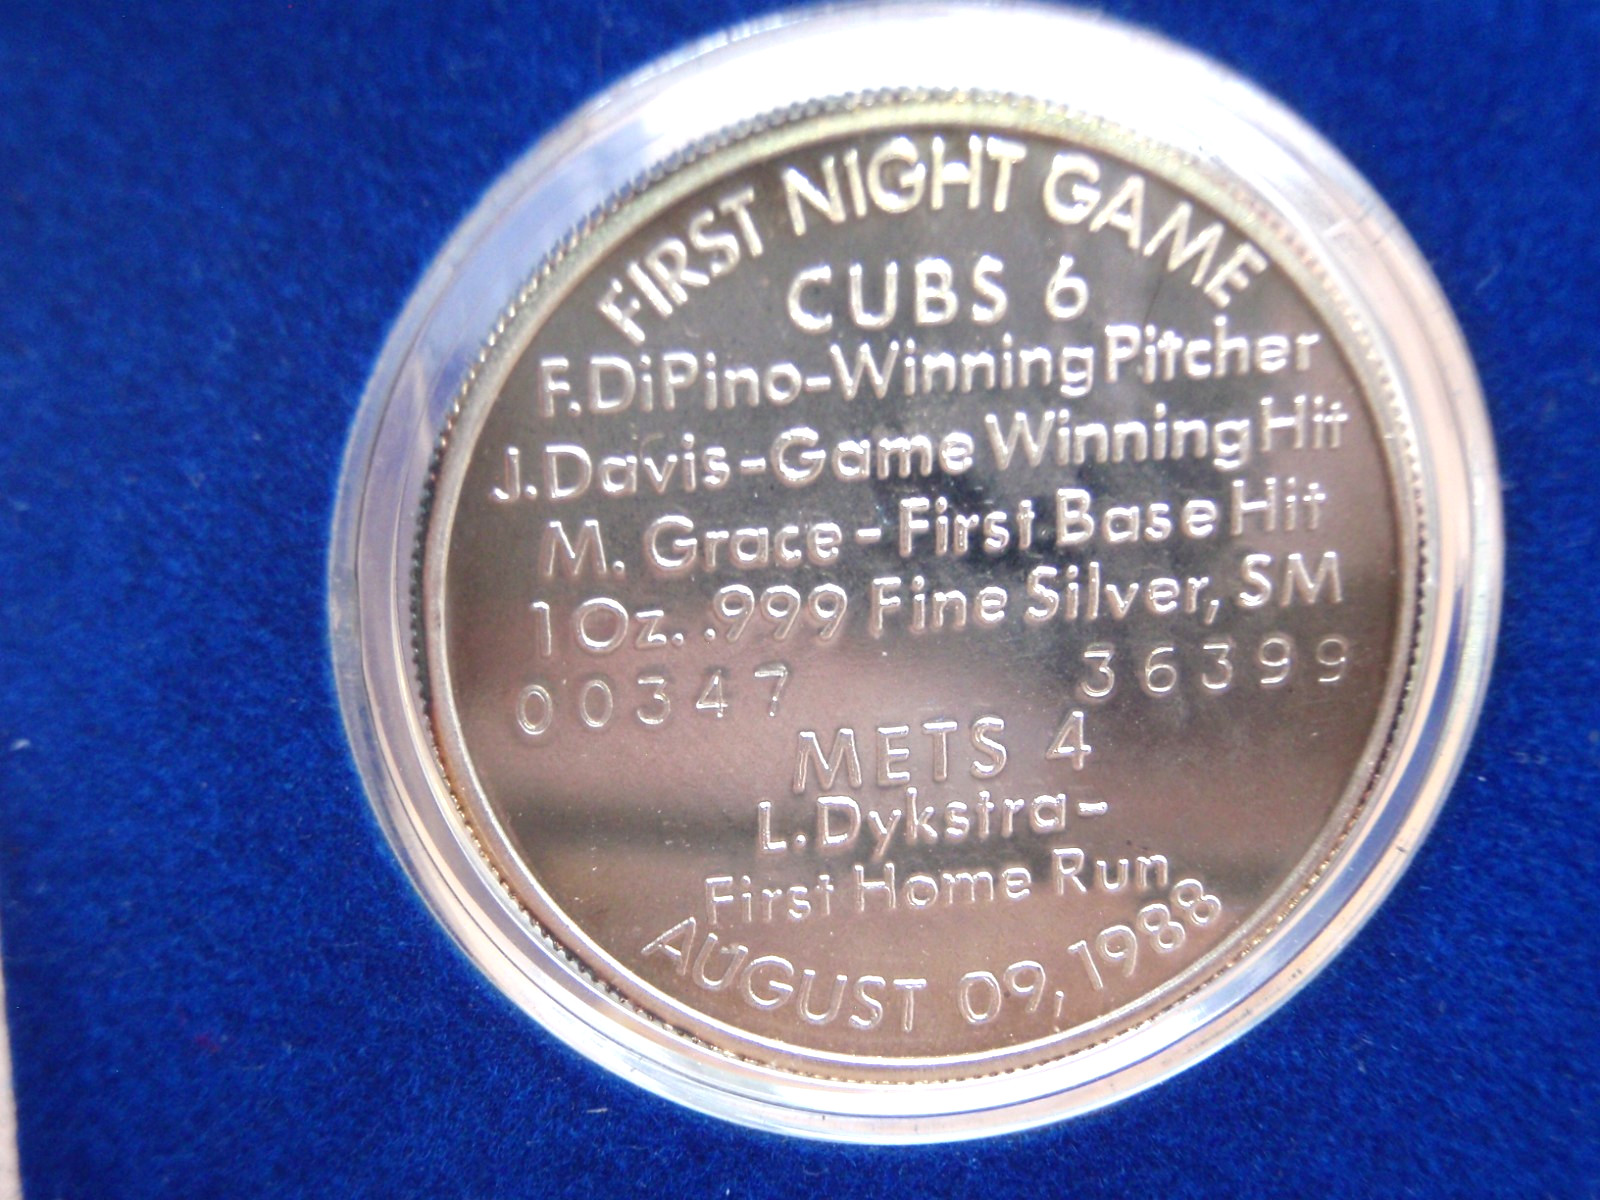 FIRST NIGHT GAME
CUBS 6
F. DiPino-Winning Pitcher
J. Davis-Game Winning Hit
M. Grace-First Base Hit
1 Oz. .999 Fine Silver, SM
00347 36399
METS 4
L. Dykstra-
First Home Run
AUGUST 09, 1988